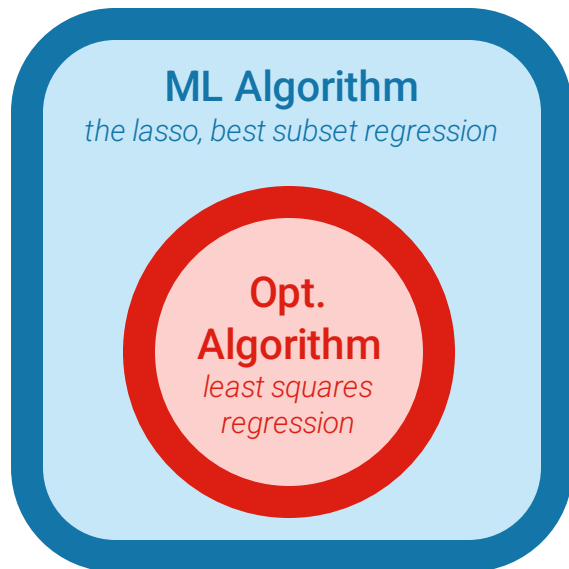 ML Algorithm
the lasso, best subset regression
Opt.
Algorithm
least squares
regression